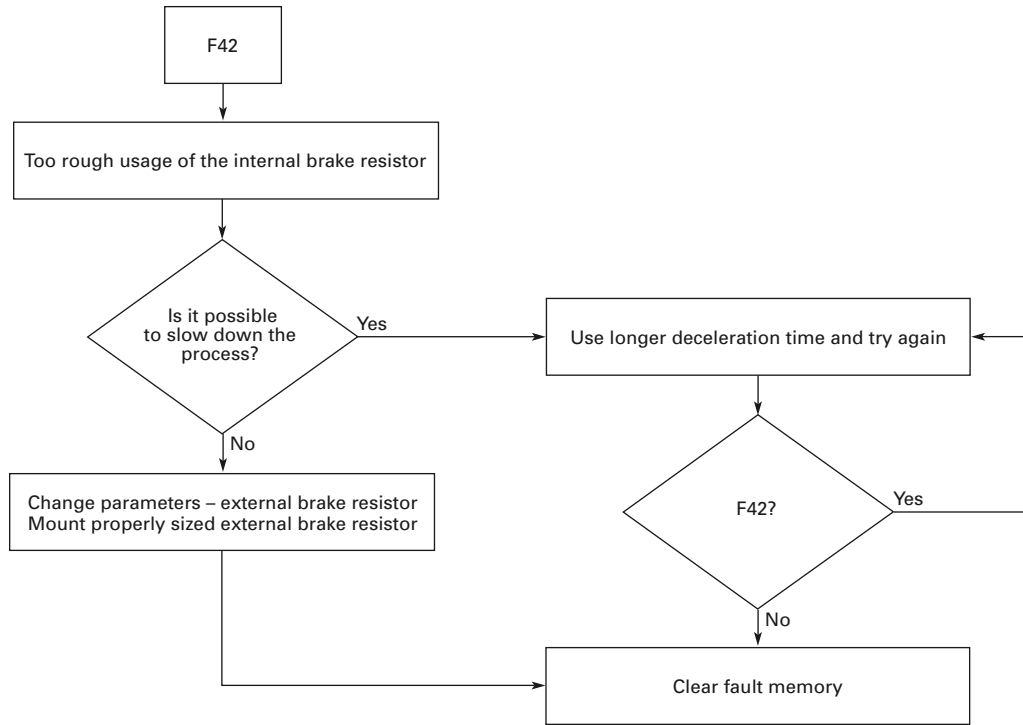 F42
Too rough usage of the internal brake resistor
Is it possible
to slow down the
process?
Yes
Use longer deceleration time and try again
No
Change parameters – external brake resistor
Mount properly sized external brake resistor
F42?
Yes
No
Clear fault memory